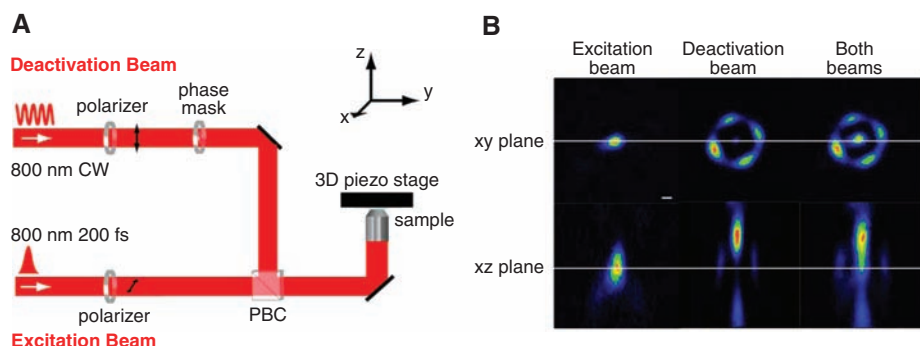 A
Deactivation Beam
polarizer
phase
mask
800 nm CW
z
y
x
3D piezo stage
sample
800 nm 200 fs
polarizer
PBC
Excitation Beam
B
Excitation
beam
Deactivation
beam
Both
beams
xy plane
xz plane